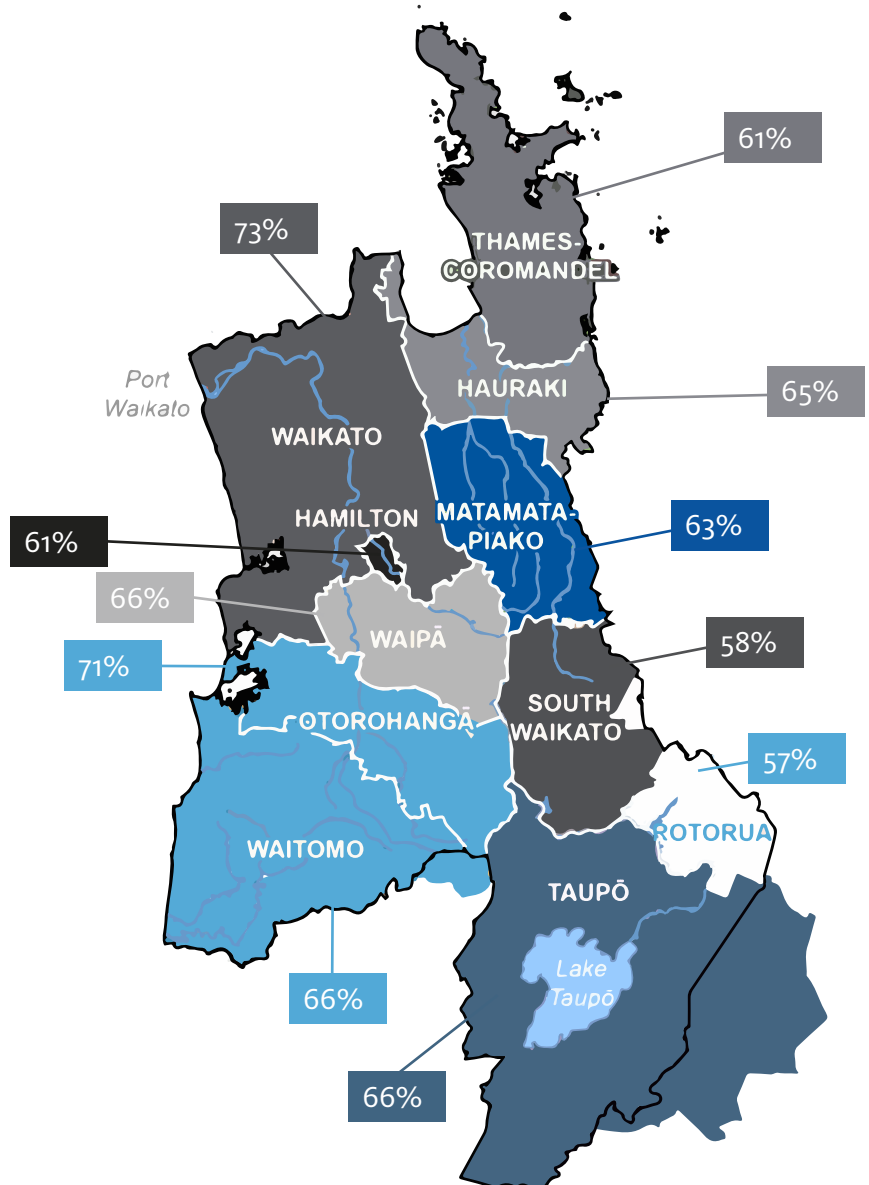 61%
73%
THAMES-
COROMANDEL
Port
Waikato
HAURAKI
65%
WAIKATO
HAMILTON
MATAMATA-
PIAKO
61%
63%
66%
WAIPĀ
58%
71%
SOUTH
WAIKATO
OTOROHANGĀ
57%
ROTORUA
WAITOMO
TAUPŌ
Lake
Taupō
66%
66%